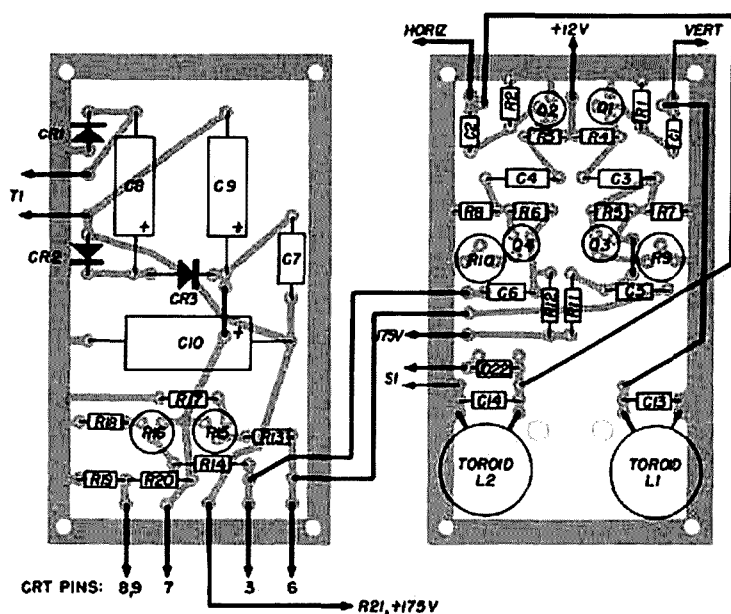 HORIZ
+12V
VERT
CR1
C8
C9
T1
CR2
CR3
C7
+
+
+
C10
R17
R18
R16
R15
R13
R14
R19
R20
CRT PINS: 8,9 7 3 6
R21,+175V
C2
R2
Q2
Q1
R1
C1
R3
R4
C4
C3
R8
R6
R5
R7
Q4
Q3
R10
R9
C6
R12
R11
C5
175V
S1
C22
C14
C13
TOROID
L2
TOROID
L1